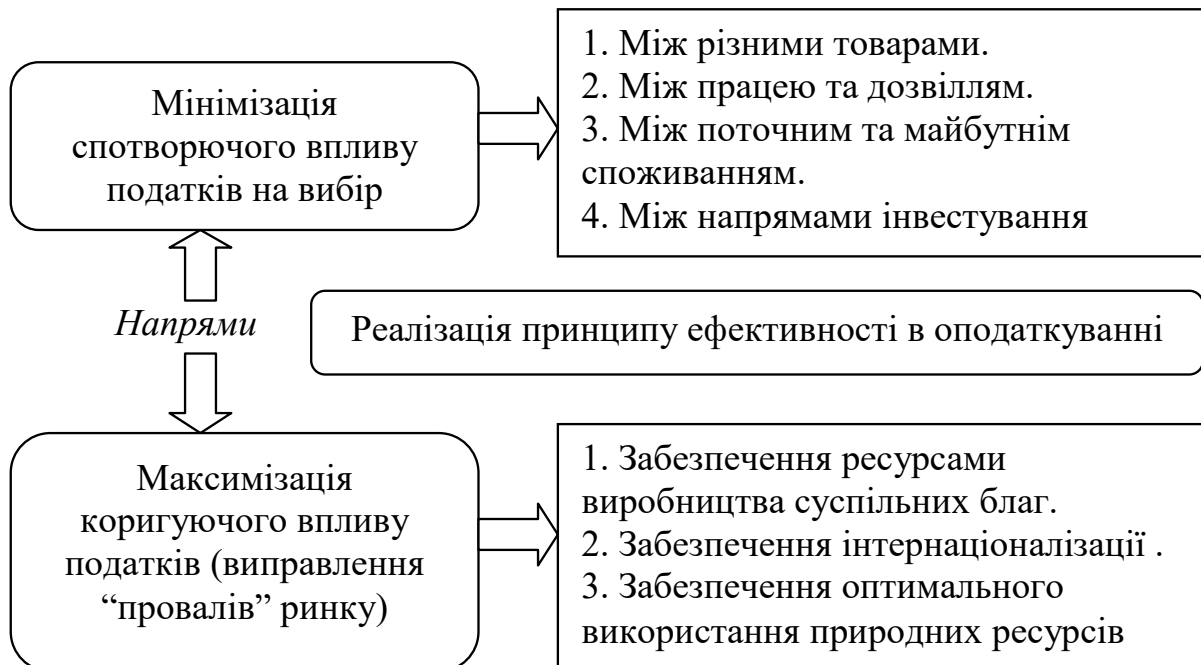 Мінімізація
спотворючого впливу
податків на вибір
1. Між різними товарами.
2. Між працею та дозвіллям.
3. Між поточним та майбутнім
споживанням.
4. Між напрямами інвестування
Напрями
Реалізація принципу ефективності в оподаткуванні
Максимізація
коригуючого впливу
податків (виправлення
“провалів” ринку)
1. Забезпечення ресурсами
виробництва суспільних благ.
2. Забезпечення інтернаціоналізації .
3. Забезпечення оптимального
використання природних ресурсів